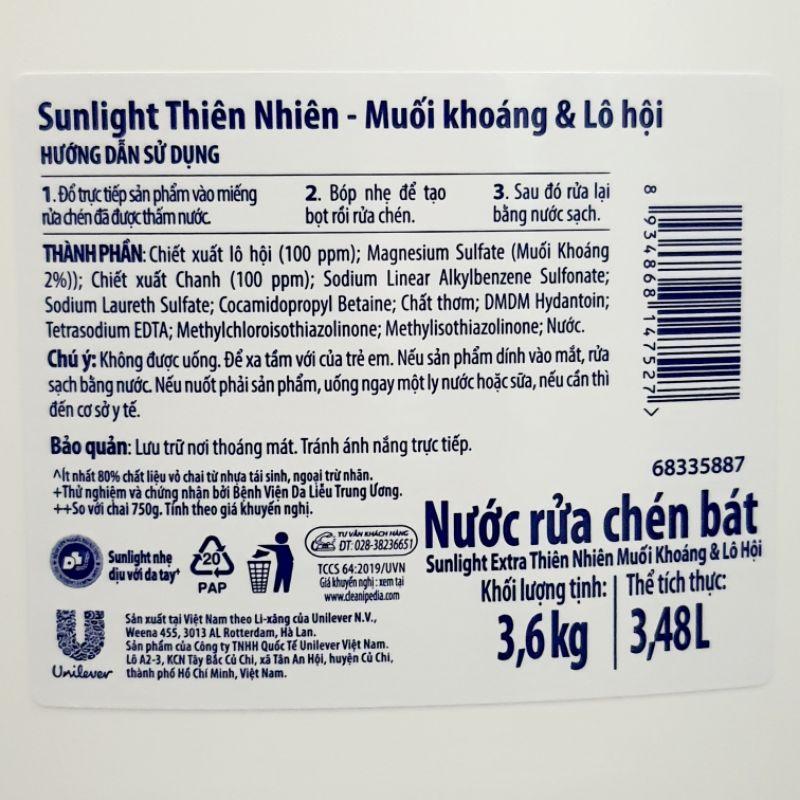 Sunlight Thiên Nhiên - Muối khoáng & Lô hội
HƯỚNG DẪN SỬ DỤNG
1. Đổ trực tiếp sản phẩm vào miếng
rửa chén đã được thấm nước.
2. Bóp nhẹ để tạo
bọt rồi rửa chén.
3. Sau đó rửa lại
bằng nước sạch.
THÀNH PHẦN: Chiết xuất lô hội (100 ppm); Magnesium Sulfate (Muối Khoáng
2%)); Chiết xuất Chanh (100 ppm); Sodium Linear Alkylbenzene Sulfonate;
Sodium Laureth Sulfate; Cocamidopropyl Betaine; Chất thơm; DMDM Hydantoin;
Tetrasodium EDTA; Methylchloroisothiazolinone; Methylisothiazolinone; Nước.
Chú ý: Không được uống. Để xa tầm với của trẻ em. Nếu sản phẩm dính vào mắt, rửa
sạch bằng nước. Nếu nuốt phải sản phẩm, uống ngay một ly nước hoặc sữa, nếu cần thì
đến cơ sở y tế.
Bảo quản: Lưu trữ nơi thoáng mát. Tránh ánh nắng trực tiếp.
8 934868 147527 >
^Ít nhất 80% chất liệu vỏ chai từ nhựa tái sinh, ngoại trừ nhãn.
+Thử nghiệm và chứng nhận bởi Bệnh Viện Da Liễu Trung Ương.
++So với chai 750g. Tính theo giá khuyến nghị.
68335887
Nước rửa chén bát
Sunlight Extra Thiên Nhiên Muối Khoáng & Lô Hội
Khối lượng tịnh:
3,6 kg
Thể tích thực:
3,48 L
Sunlight nhẹ
dịu với da tay+
20
PAP
TƯ VẤN KHÁCH HÀNG
ĐT: 028-38236651
TCCS 64:2019/UVN
Giá khuyến nghị : xem tại
www.cleanipedia.com
Unilever
Sản xuất tại Việt Nam theo Li-xăng của Unilever N.V.,
Weena 455, 3013 AL Rotterdam, Hà Lan.
Sản phẩm của Công ty TNHH Quốc Tế Unilever Việt Nam.
Lô A2-3, KCN Tây Bắc Củ Chi, xã Tân An Hội, huyện Củ Chi,
thành phố Hồ Chí Minh, Việt Nam.